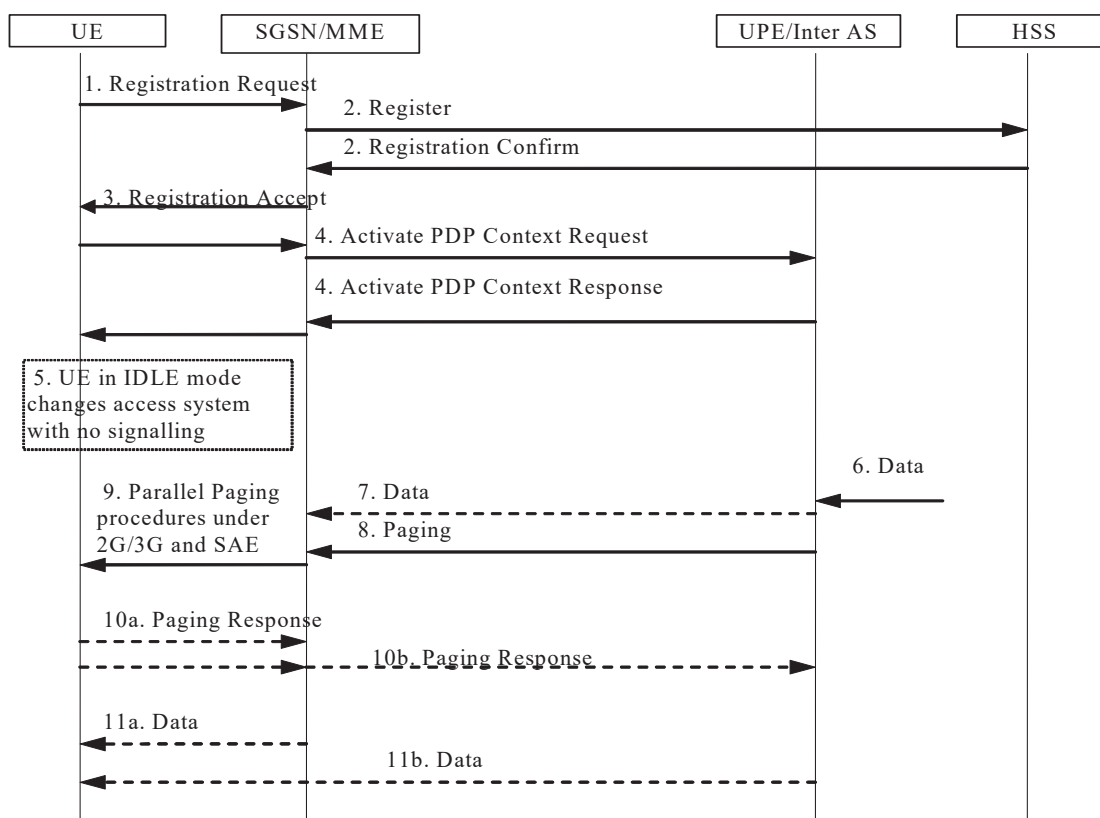 UE
SGSN/MME
UPE/Inter AS
HSS
1. Registration Request
2. Register
2. Registration Confirm
3. Registration Accept
4. Activate PDP Context Request
4. Activate PDP Context Response
5. UE in IDLE mode
changes access system
with no signalling
6. Data
7. Data
9. Parallel Paging
procedures under
2G/3G and SAE
8. Paging
10a. Paging Response
10b. Paging Response
11a. Data
11b. Data